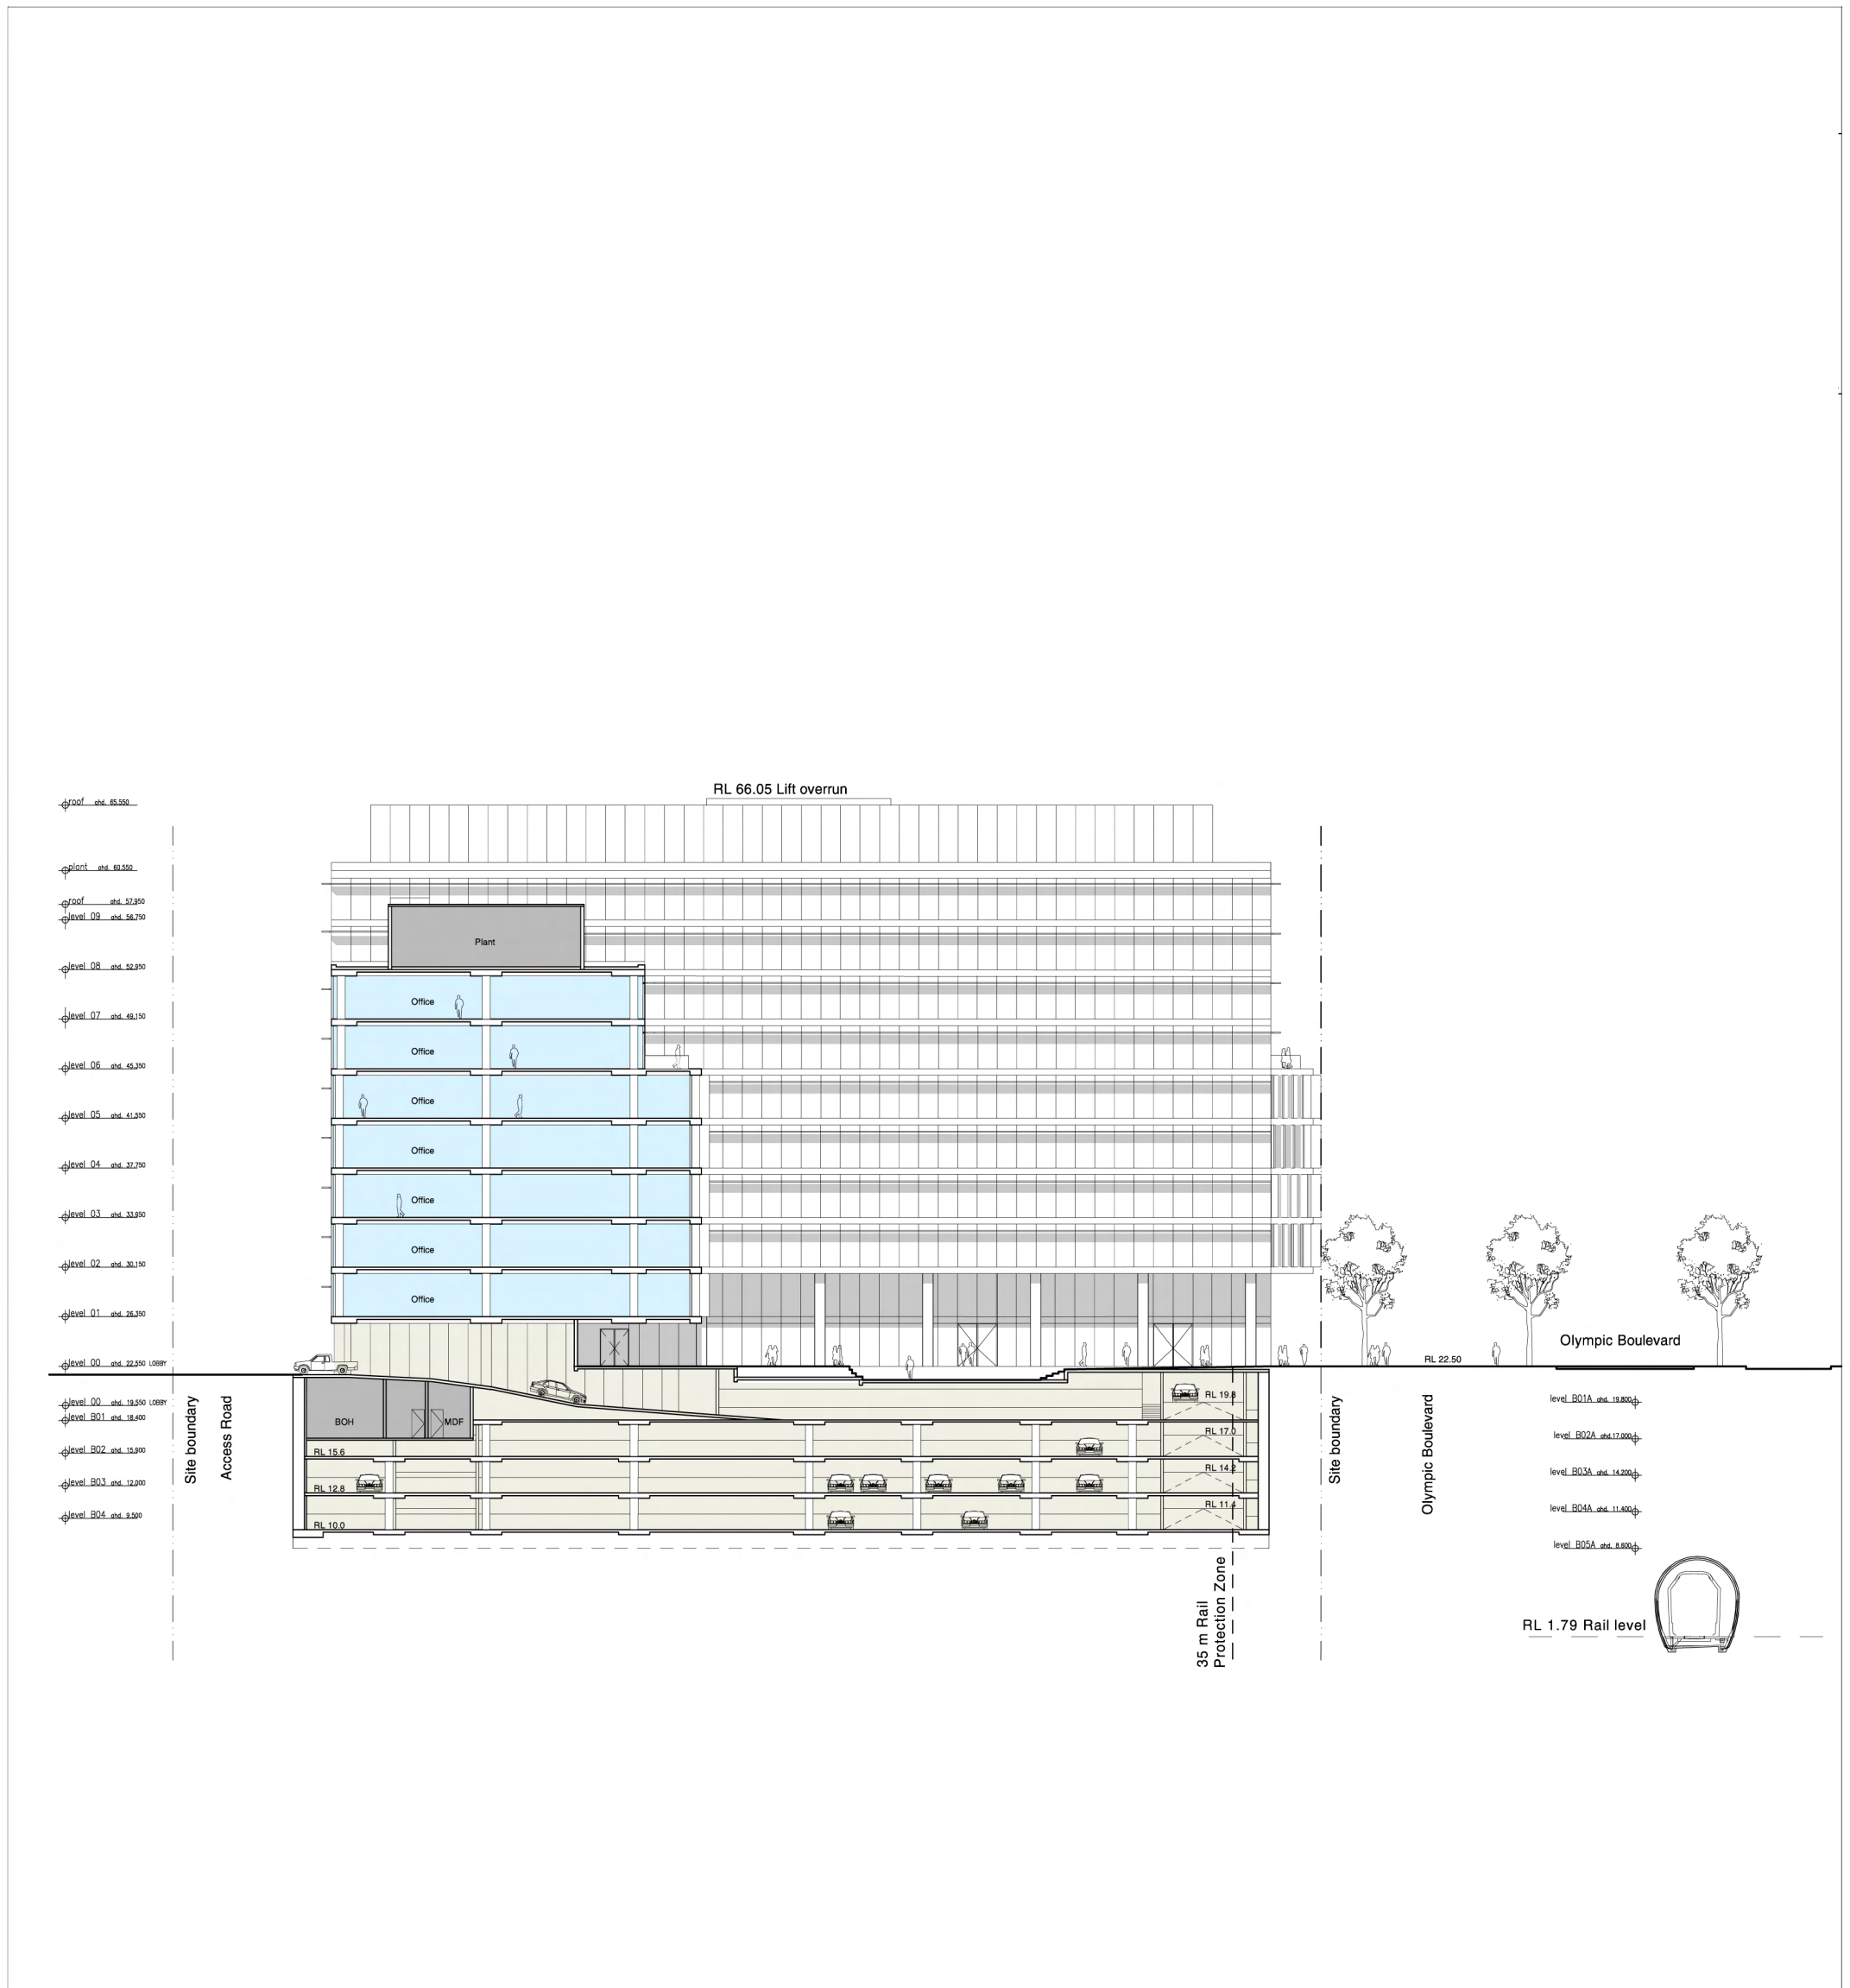 RL 66.05 Lift overrun
roof ahd. 65.550
plant ahd. 60.550
roof ahd. 57.950
level 09 ahd. 56.750
Plant
level 08 ahd. 52.950
Office
level 07 ahd. 49.150
Office
level 06 ahd. 45.350
Office
level 05 ahd. 41.550
Office
level 04 ahd. 37.750
Office
level 03 ahd. 33.950
Office
level 02 ahd. 30.150
Office
level 01 ahd. 26.350
Olympic Boulevard
RL 22.50
level 00 ahd. 22.550 LOBBY
level 00 ahd. 19.550 LOBBY
level B01 ahd. 18.400
level B02 ahd. 15.900
level B03 ahd. 12.000
level B04 ahd. 9.500
Site boundary
Access Road
BOH
MDF
RL 15.6
RL 12.8
RL 10.0
RL 19.8
RL 17.0
RL 14.2
RL 11.4
Site boundary
Olympic Boulevard
level B01A ahd. 19.800
level B02A ahd. 17.000
level B03A ahd. 14.200
level B04A ahd. 11.400
level B05A ahd. 8.600
35 m Rail
Protection Zone
RL 1.79 Rail level